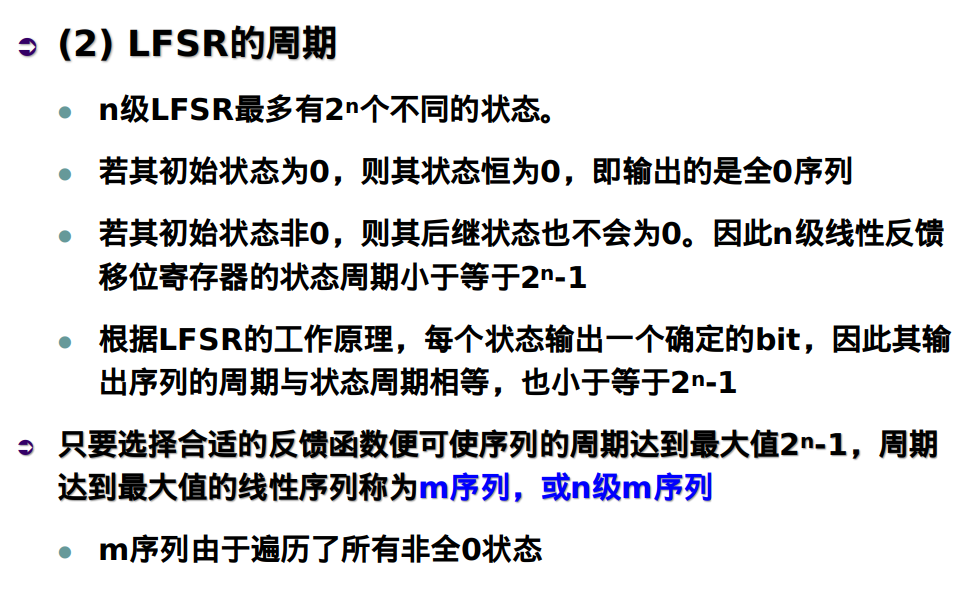 (2) LFSR的周期
n级LFSR最多有2ⁿ个不同的状态。
若其初始状态为0，则其状态恒为0，即输出的是全0序列
若其初始状态非0，则其后继状态也不会为0。因此n级线性反馈
移位寄存器的状态周期小于等于2ⁿ-1
根据LFSR的工作原理，每个状态输出一个确定的bit，因此其输
出序列的周期与状态周期相等，也小于等于2ⁿ-1
只要选择合适的反馈函数便可使序列的周期达到最大值2ⁿ-1，周期
达到最大值的线性序列称为m序列，或n级m序列
m序列由于遍历了所有非全0状态